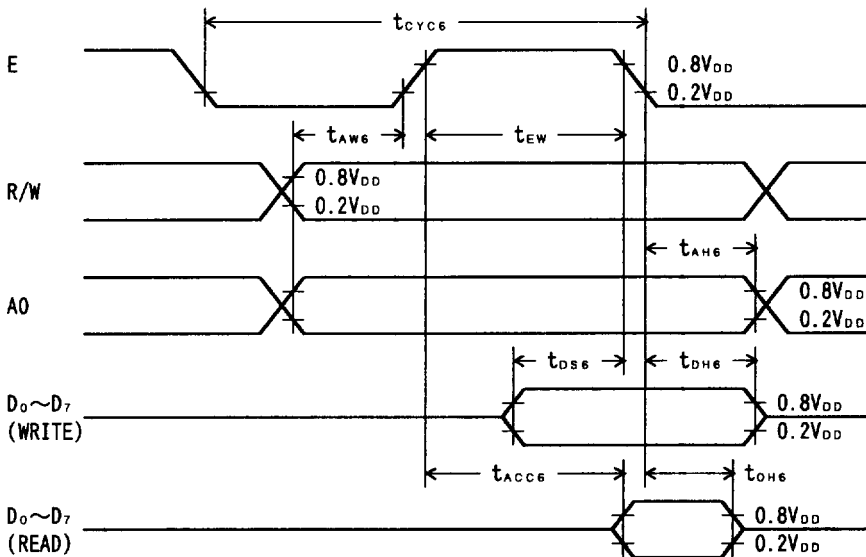 tCYC6
E
0.8VDD
0.2VDD
tAW6
tEW
R/W
0.8VDD
0.2VDD
tAH6
A0
0.8VDD
0.2VDD
tDS6
tDH6
D0~D7
(WRITE)
0.8VDD
0.2VDD
tACC6
tOH6
D0~D7
(READ)
0.8VDD
0.2VDD